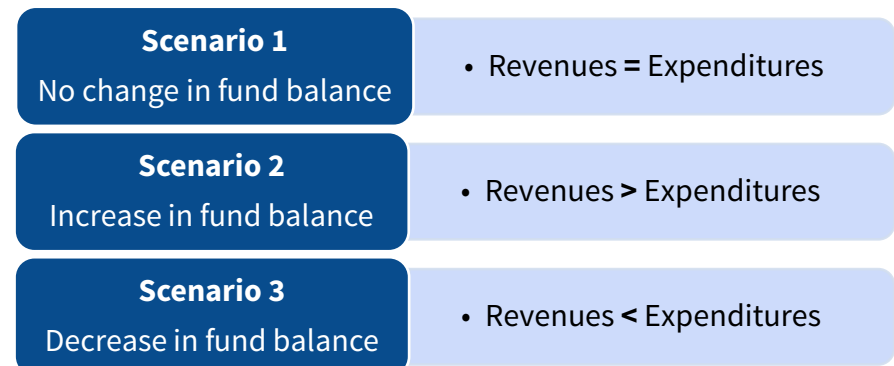 Scenario 1
No change in fund balance
• Revenues = Expenditures
Scenario 2
Increase in fund balance
• Revenues > Expenditures
Scenario 3
Decrease in fund balance
• Revenues < Expenditures